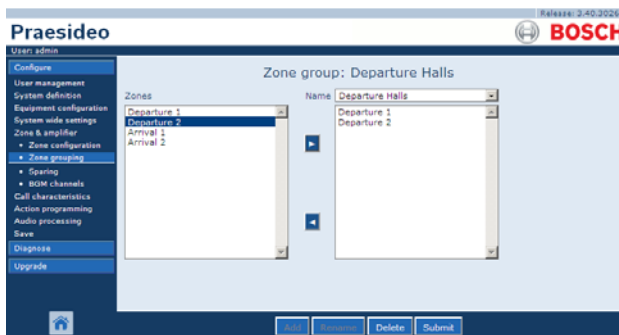 Release: 3.40.2026
Praesideo
BOSCH
User: admin
Configure
User management
System definition
Equipment configuration
System wide settings
Zone & amplifier
• Zone configuration
• Zone grouping
• Sparing
• BGM channels
Call characteristics
Action programming
Audio processing
Save
Diagnose
Upgrade
Zone group: Departure Halls
Zones
Departure 1
Departure 2
Arrival 1
Arrival 2
Name Departure Halls
Departure 1
Departure 2
Add Rename Delete Submit